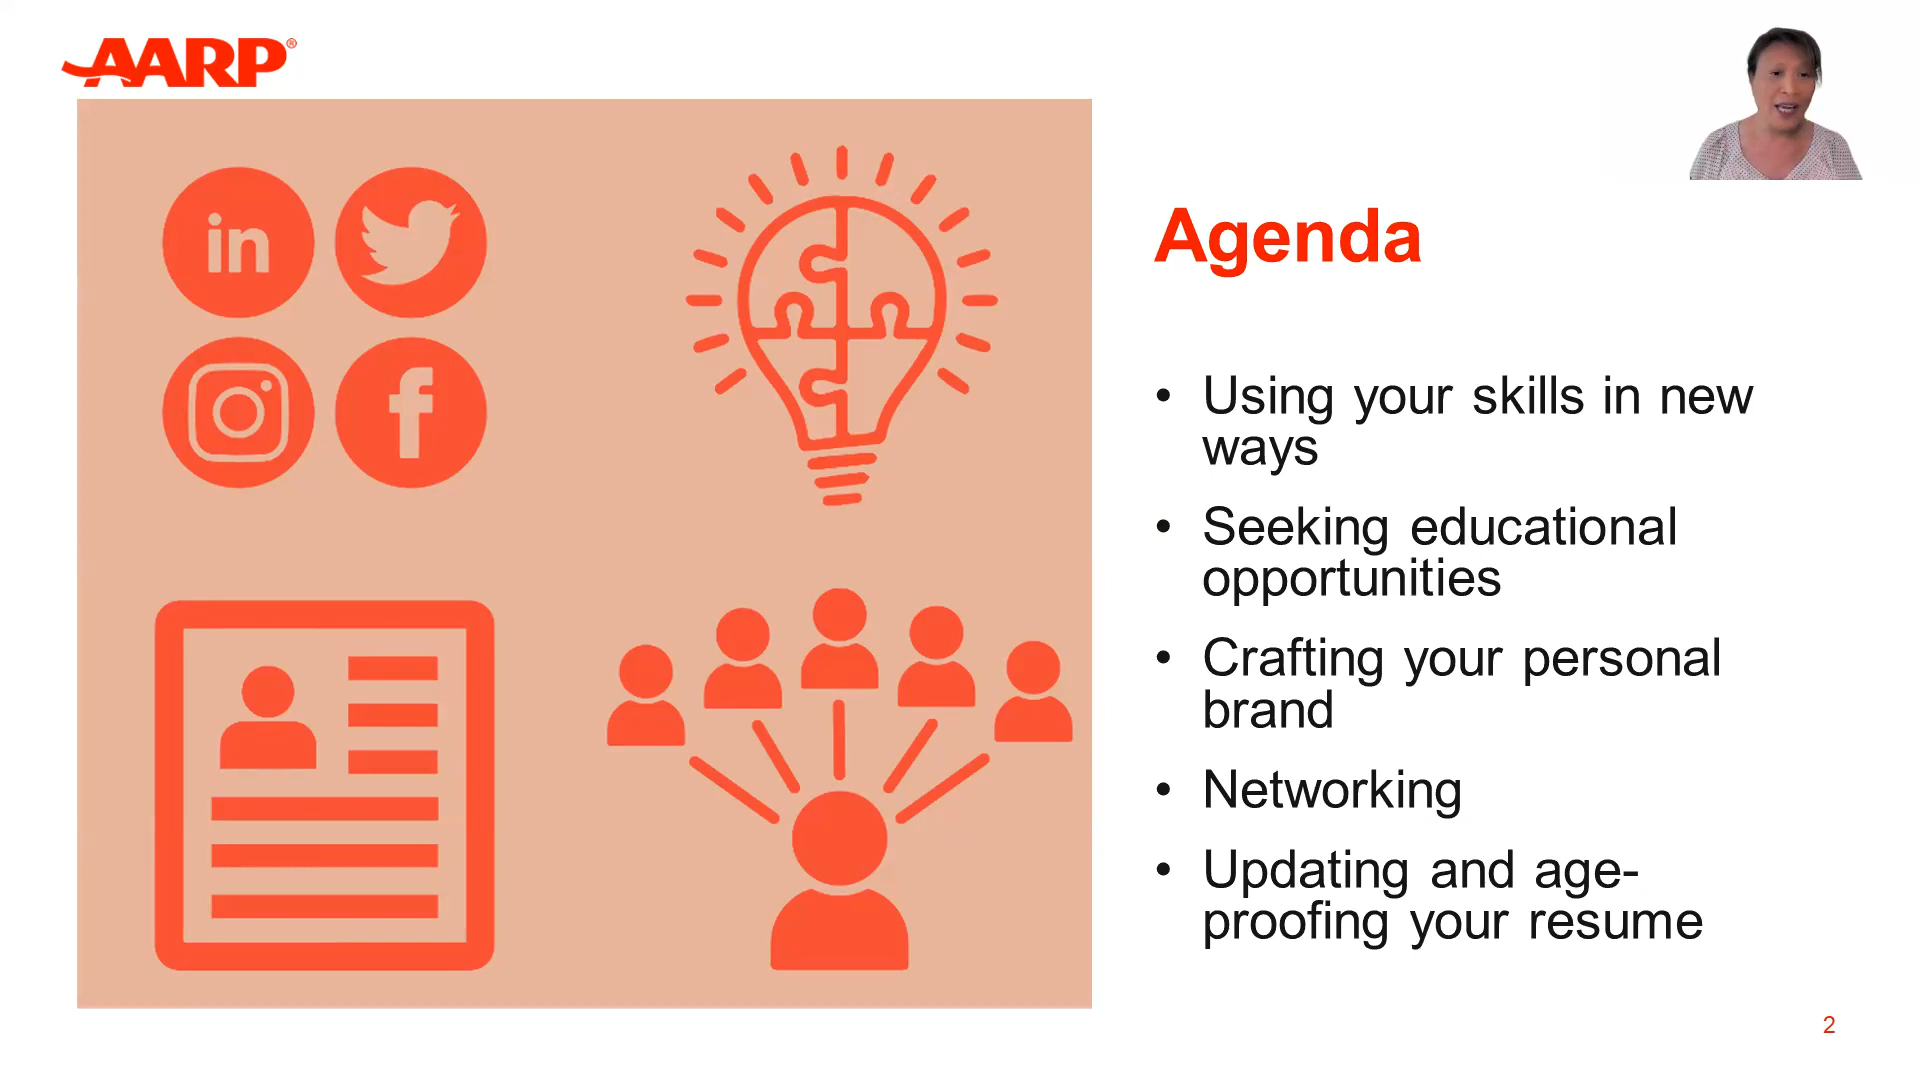 AARP®
in
f
Agenda
• Using your skills in new
ways
• Seeking educational
opportunities
• Crafting your personal
brand
• Networking
• Updating and age-
proofing your resume
2